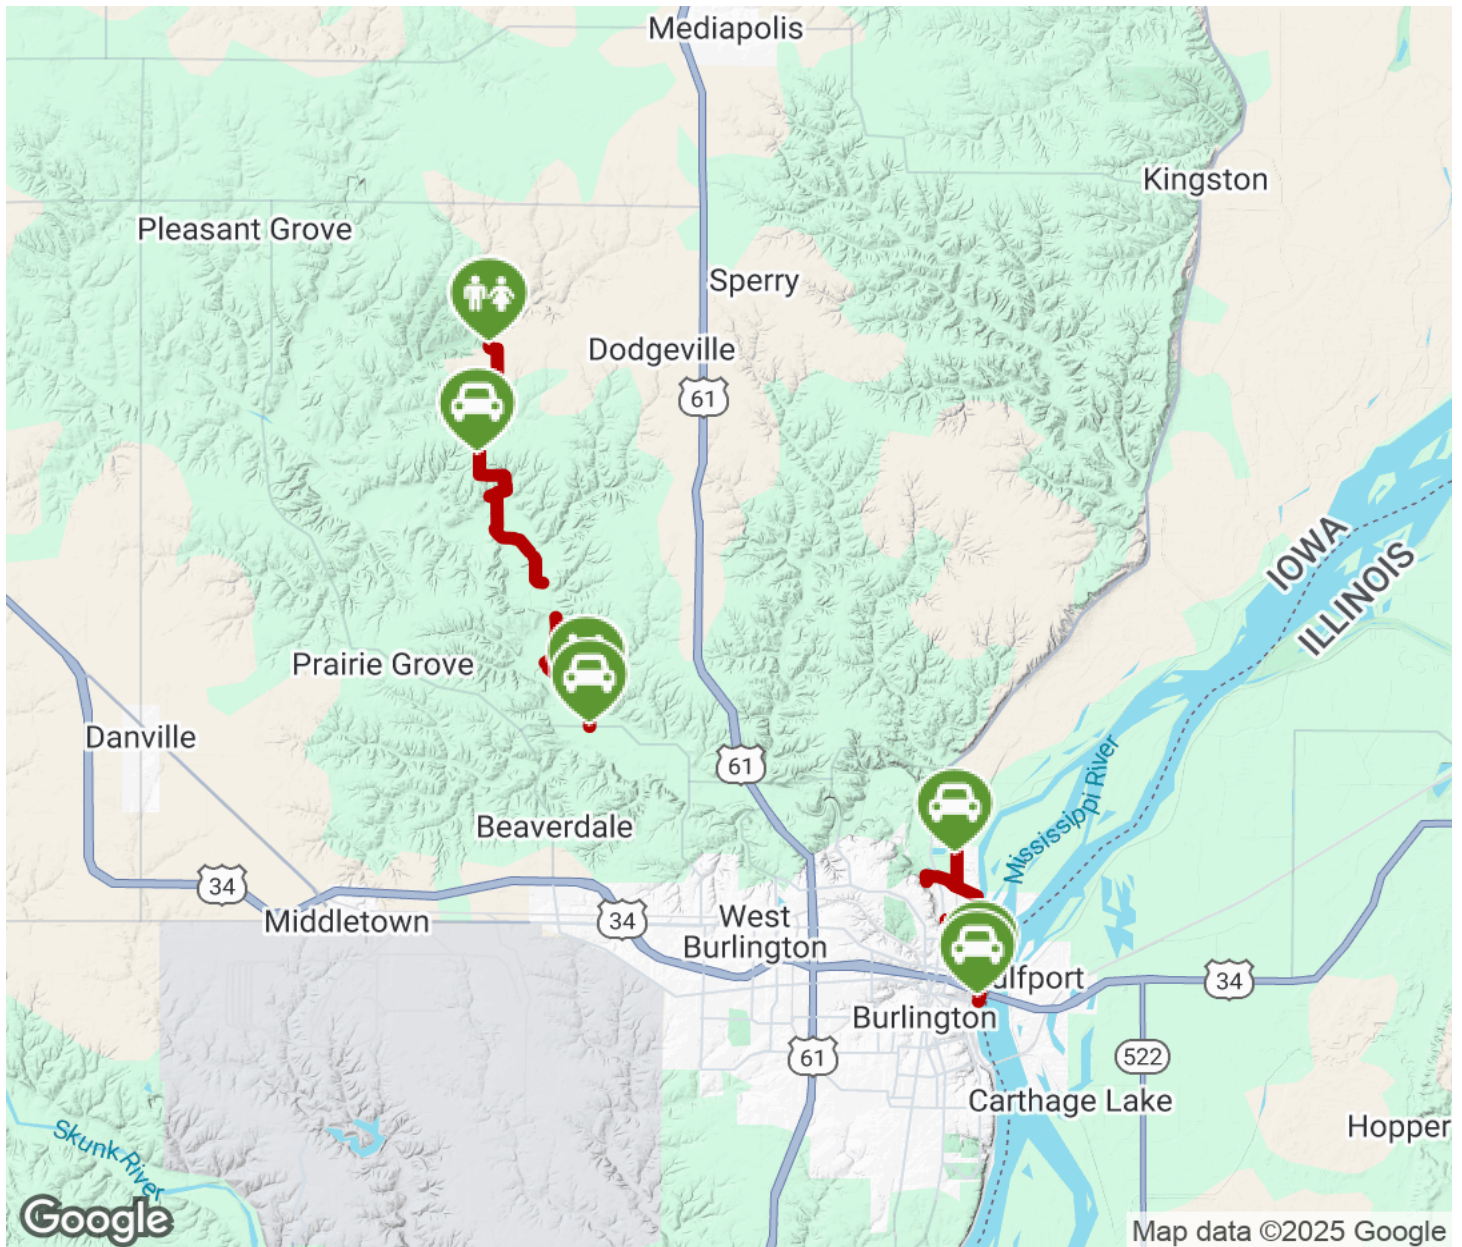 Mediapolis
Kingston
Pleasant Grove
Sperry
Dodgeville
61
IOWA
ILLINOIS
Prairie Grove
Danville
61
Mississippi River
Beaverdale
34
34
West
Burlington
Middletown
lfport
34
Burlington
61
522
Carthage Lake
Hopper
Skunk River
Google
Map data ©2025 Google